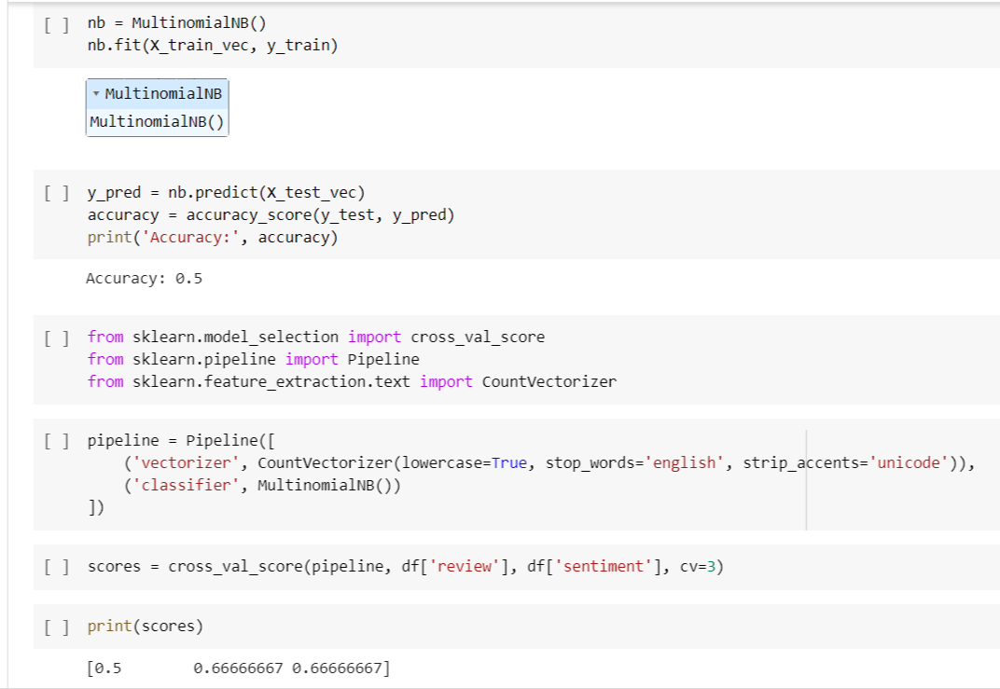 [ ] nb = MultinomialNB()
nb.fit(X_train_vec, y_train)
▾ MultinomialNB
MultinomialNB()
[ ] y_pred = nb.predict(X_test_vec)
accuracy = accuracy_score(y_test, y_pred)
print('Accuracy:', accuracy)
Accuracy: 0.5
[ ] from sklearn.model_selection import cross_val_score
from sklearn.pipeline import Pipeline
from sklearn.feature_extraction.text import CountVectorizer
[ ] pipeline = Pipeline([
('vectorizer', CountVectorizer(lowercase=True, stop_words='english', strip_accents='unicode')),
('classifier', MultinomialNB())
])
[ ] scores = cross_val_score(pipeline, df['review'], df['sentiment'], cv=3)
[ ] print(scores)
[0.5 0.66666667 0.66666667]